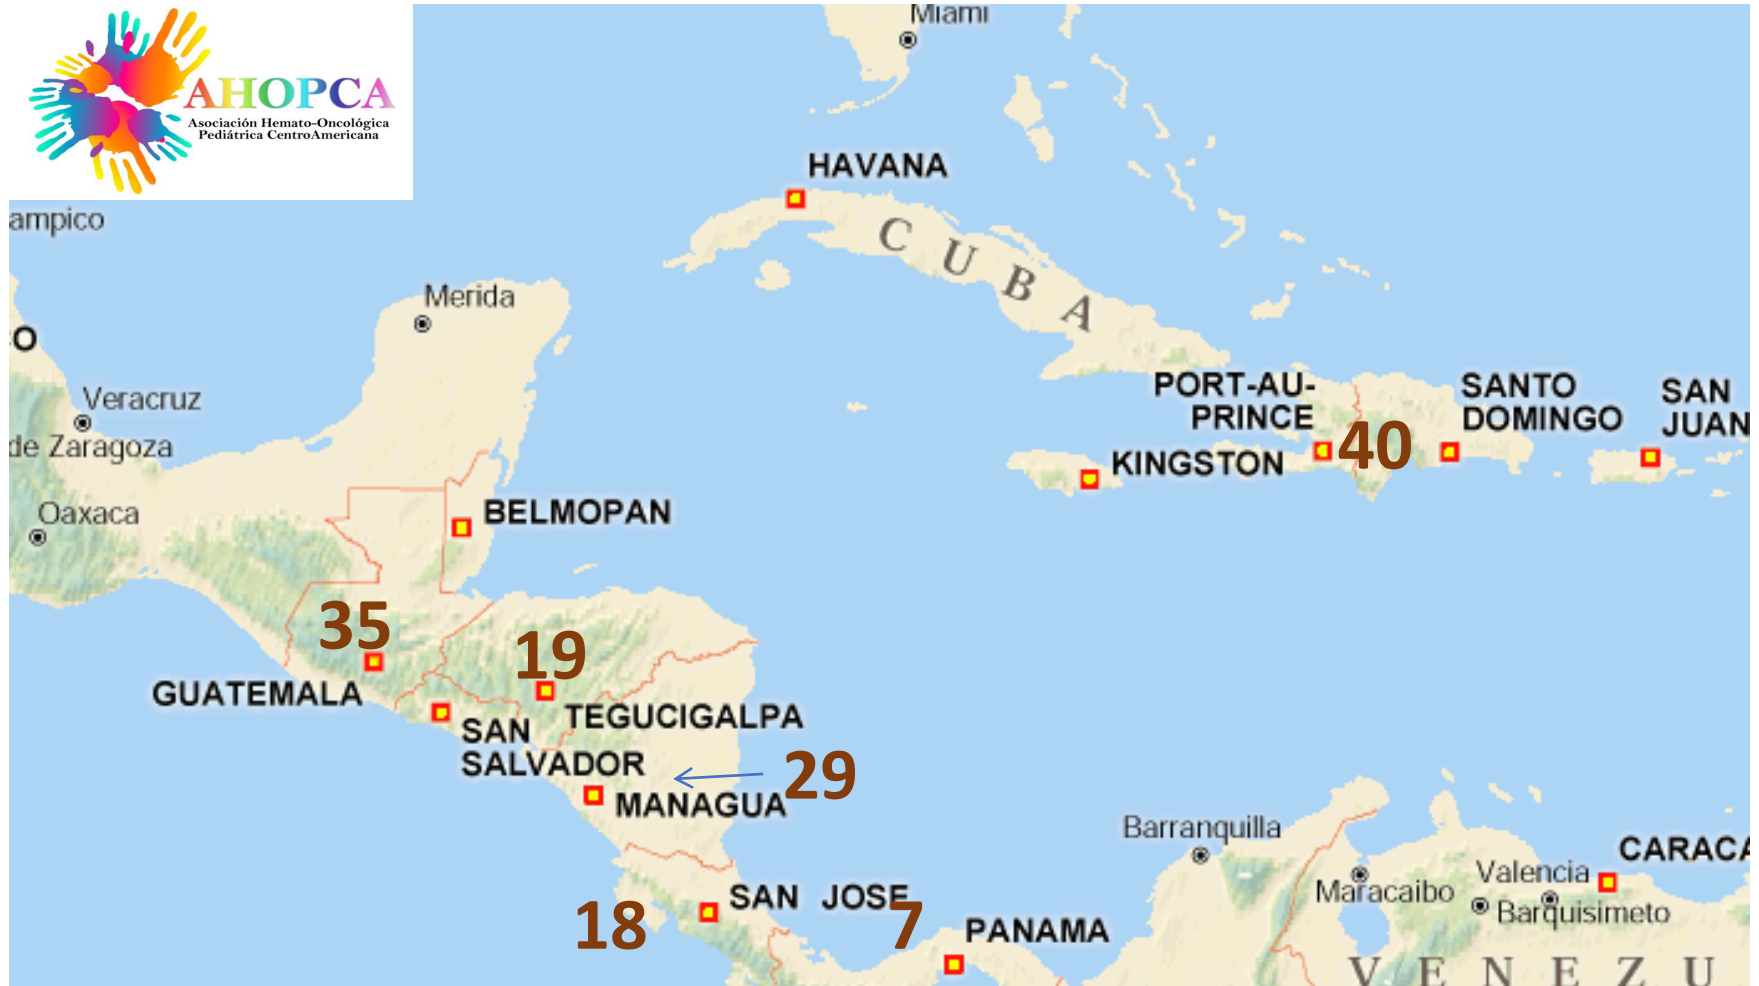 Miami
AHOPCA
Asociación Hemato-Oncológica
Pediátrica CentroAmericana
HAVANA
ampico
CUBA
Merida
O
PORT-AU-
PRINCE
SANTO
DOMINGO
SAN
JUAN
Veracruz
de Zaragoza
40
KINGSTON
Oaxaca
BELMOPAN
35
19
GUATEMALA
TEGUCIGALPA
SAN
SALVADOR
29
MANAGUA
Barranquilla
CARACA
Valencia
Maracaibo
Barquisimeto
SAN JOSE
18
7
PANAMA
VENEZU